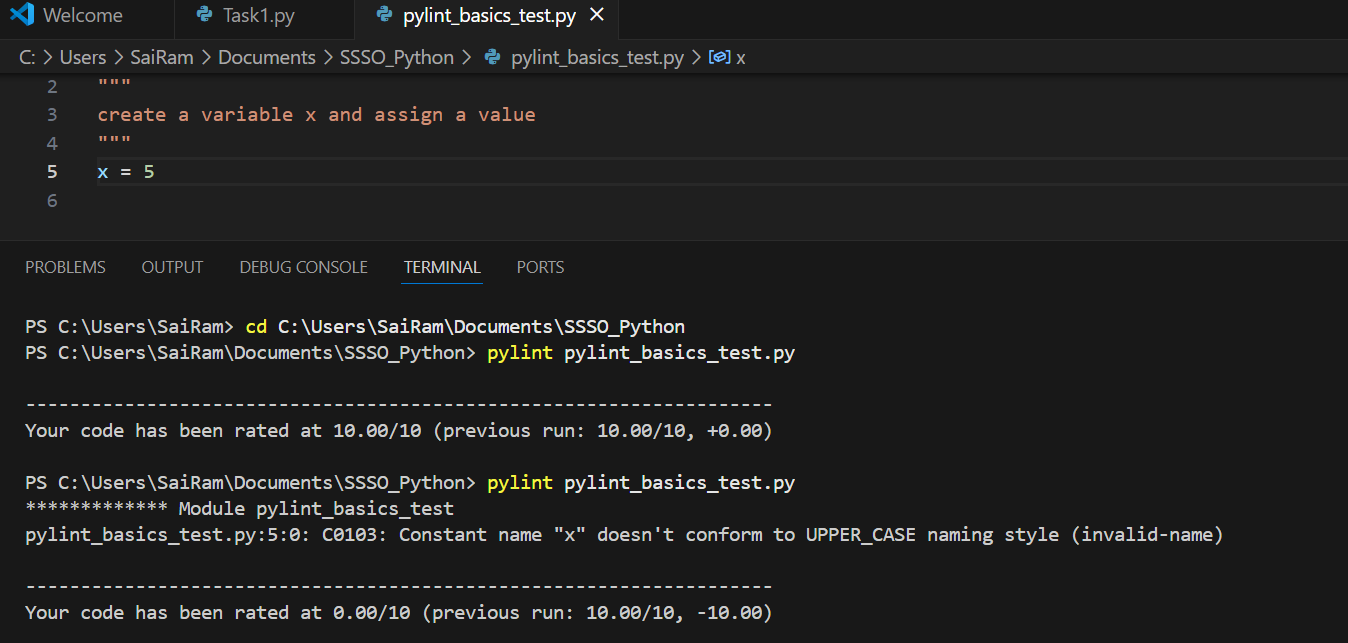 Welcome Task1.py pylint_basics_test.py
C: > Users > SaiRam > Documents > SSSO_Python > pylint_basics_test.py > x
2 """
3 create a variable x and assign a value
4 """
5 x = 5
6
PROBLEMS OUTPUT DEBUG CONSOLE TERMINAL PORTS
PS C:\Users\SaiRam> cd C:\Users\SaiRam\Documents\SSSO_Python
PS C:\Users\SaiRam\Documents\SSSO_Python> pylint pylint_basics_test.py
--------------------------------------------------------------------
Your code has been rated at 10.00/10 (previous run: 10.00/10, +0.00)
PS C:\Users\SaiRam\Documents\SSSO_Python> pylint pylint_basics_test.py
************* Module pylint_basics_test
pylint_basics_test.py:5:0: C0103: Constant name "x" doesn't conform to UPPER_CASE naming style (invalid-name)
--------------------------------------------------------------------
Your code has been rated at 0.00/10 (previous run: 10.00/10, -10.00)